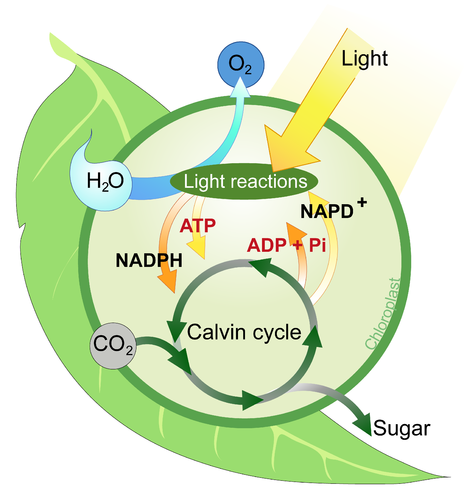 O₂
Light
H₂O
Light reactions
NAPD⁺
ATP
ADP + Pi
NADPH
Chloroplast
Calvin cycle
CO₂
Sugar